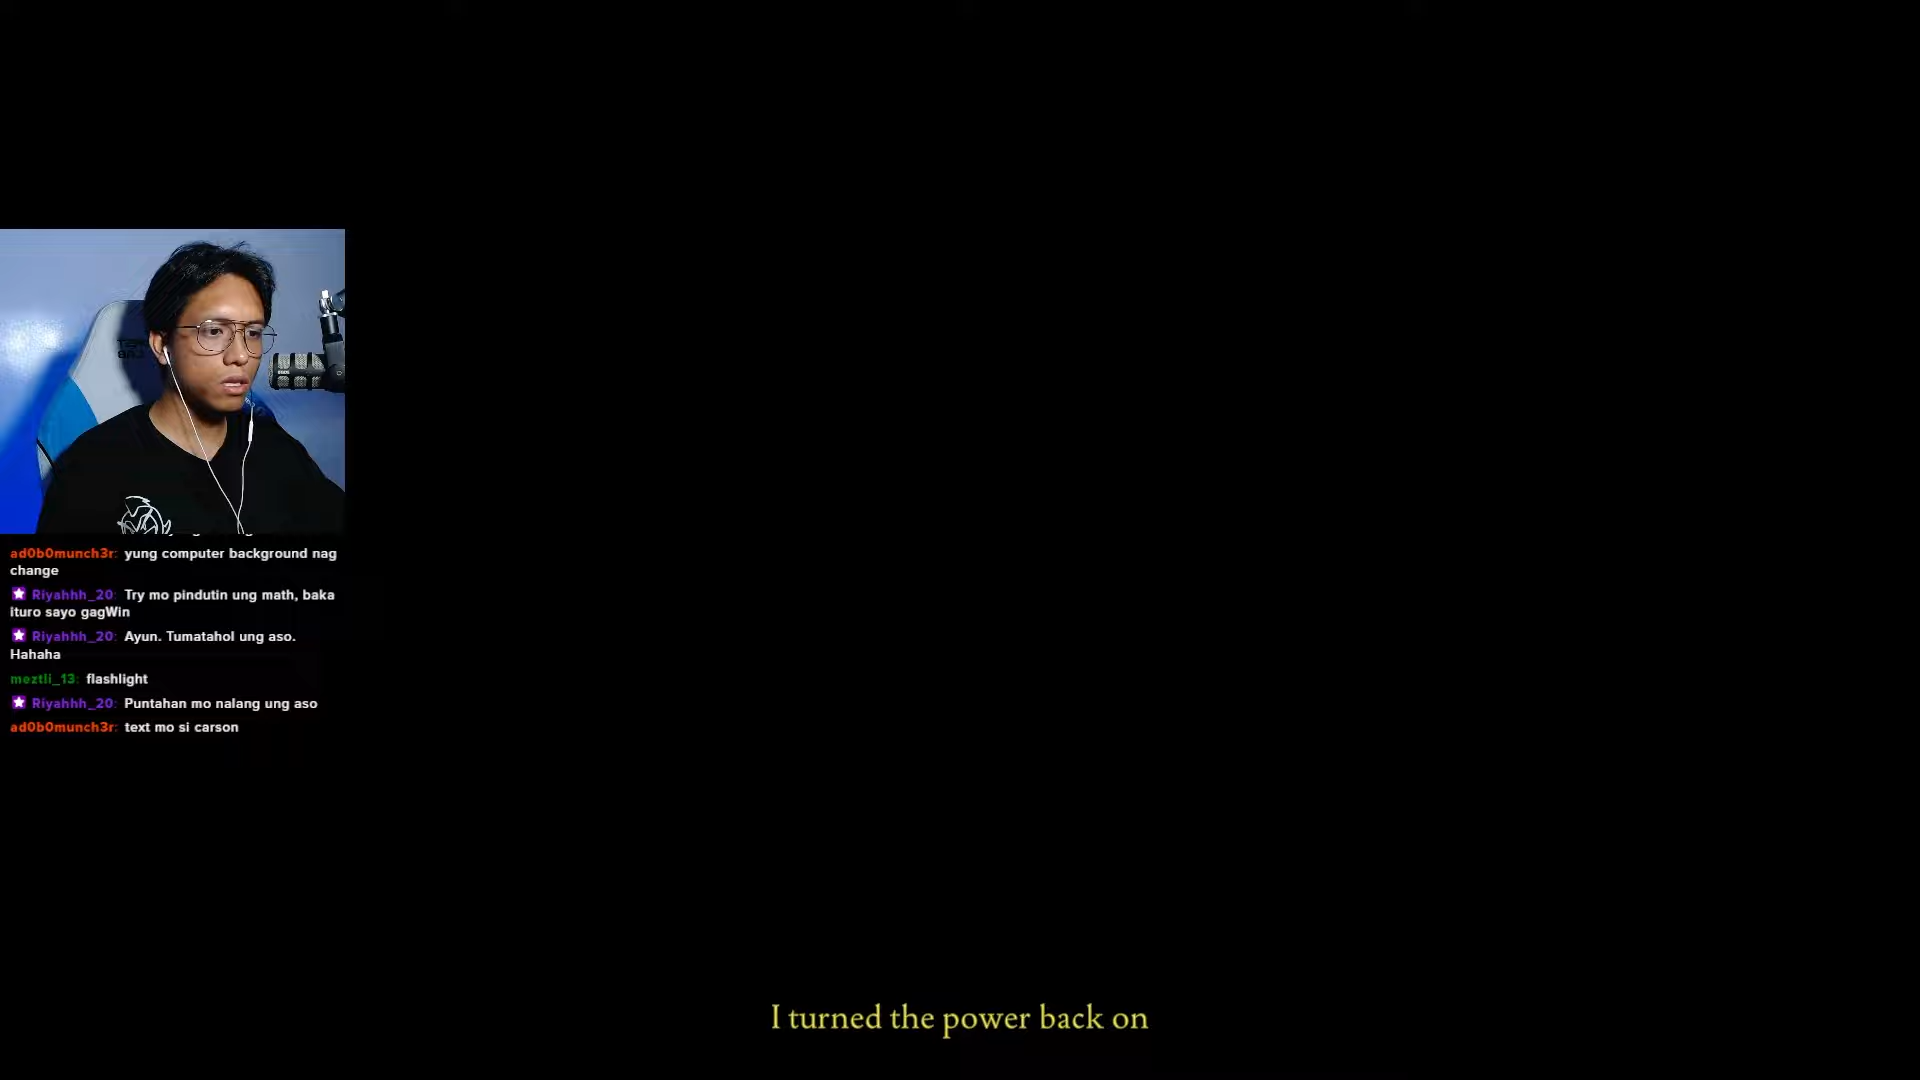 ad0b0munch3r: yung computer background nag
change
Riyahhh_20: Try mo pindutin ung math, baka
ituro sayo gagWin
Riyahhh_20: Ayun. Tumatahol ung aso.
Hahaha
meztli_13: flashlight
Riyahhh_20: Puntahan mo nalang ung aso
ad0b0munch3r: text mo si carson
I turned the power back on